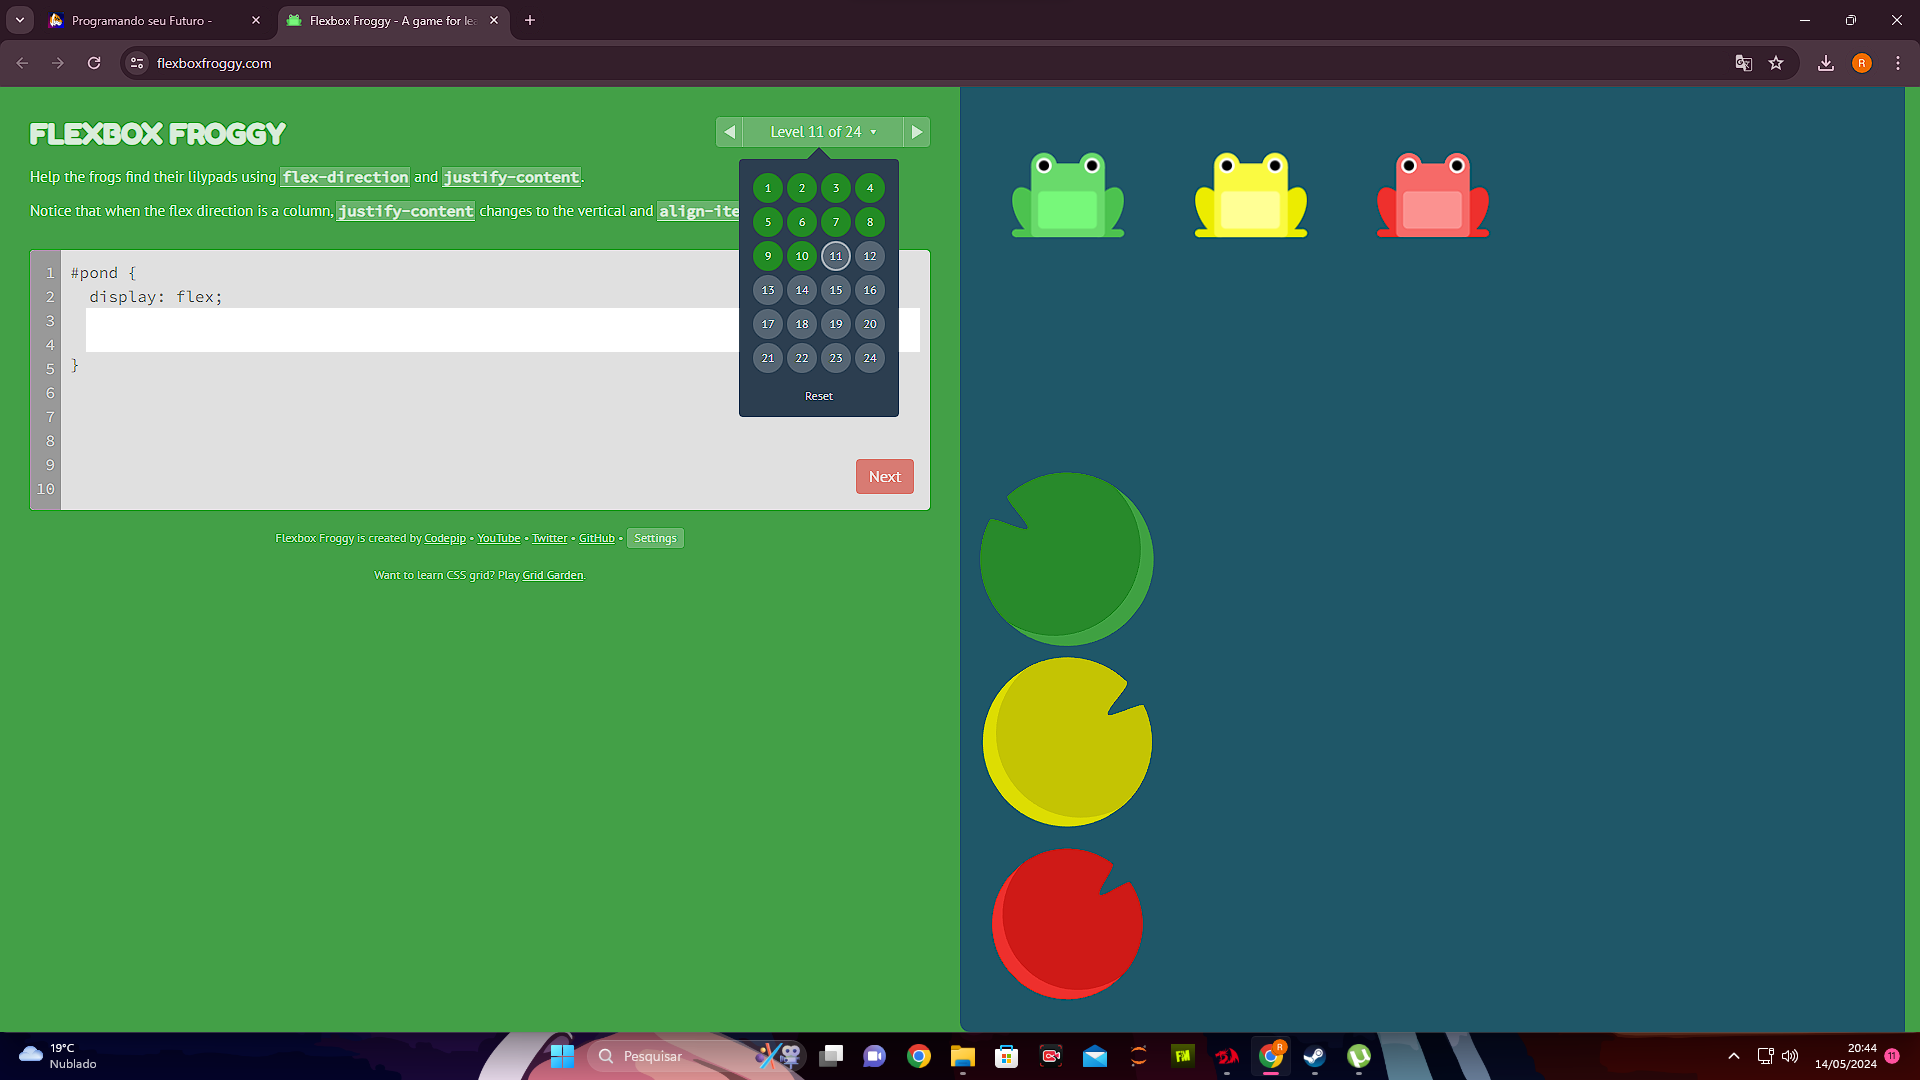 Programando seu Futuro -
Flexbox Froggy - A game for le
flexboxfroggy.com
R
FLEXBOX FROGGY
Level 11 of 24
Help the frogs find their lilypads using flex-direction and justify-content.
Notice that when the flex direction is a column, justify-content changes to the vertical and align-ite
1 2 3 4
5 6 7 8
9 10 11 12
13 14 15 16
17 18 19 20
21 22 23 24
Reset
1 #pond {
2 display: flex;
3
4
5 }
6
7
8
9
10
Next
Flexbox Froggy is created by Codepip • YouTube • Twitter • GitHub • Settings
Want to learn CSS grid? Play Grid Garden.
19°C
Nublado
Pesquisar
FM
R
20:44
14/05/2024
11